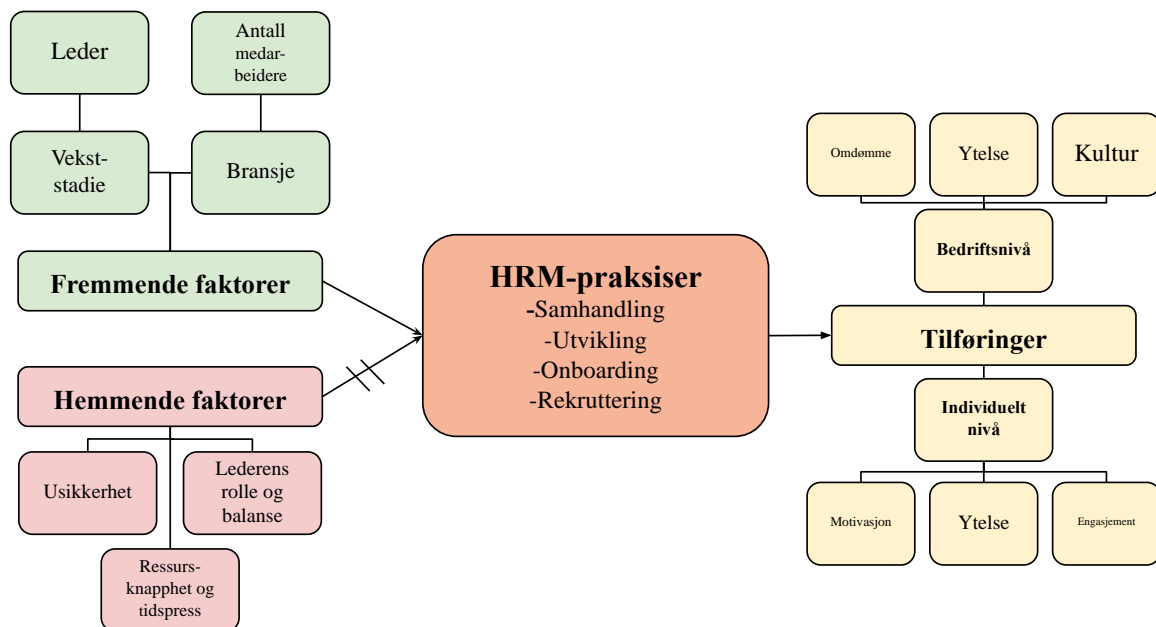 Leder
Antall
medar-
beidere
Vekst-
stadie
Bransje
Fremmende faktorer
Hemmende faktorer
Usikkerhet
Lederens
rolle og
balanse
Ressurs-
knapphet og
tidspress
HRM-praksiser
-Samhandling
-Utvikling
-Onboarding
-Rekruttering
Omdømme
Ytelse
Kultur
Bedriftsnivå
Tilføringer
Individuelt
nivå
Motivasjon
Ytelse
Engasjement